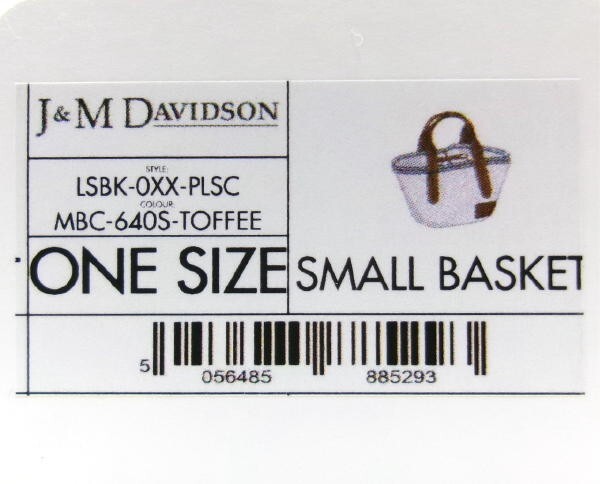 J&M DAVIDSON
STYLE:
LSBK-0XX-PLSC
COLOUR:
MBC-640S-TOFFEE
ONE SIZE
SMALL BASKET
5 056485 885293